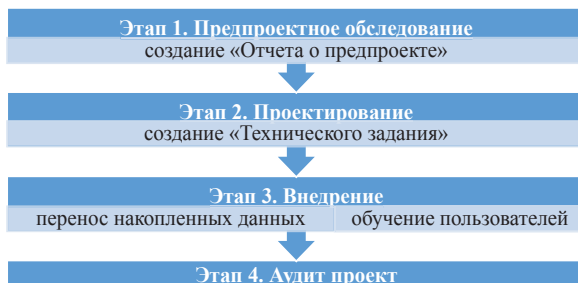 Этап 1. Предпроектное обследование
создание «Отчета о предпроекте»
Этап 2. Проектирование
создание «Технического задания»
Этап 3. Внедрение
перенос накопленных данных обучение пользователей
Этап 4. Аудит проект